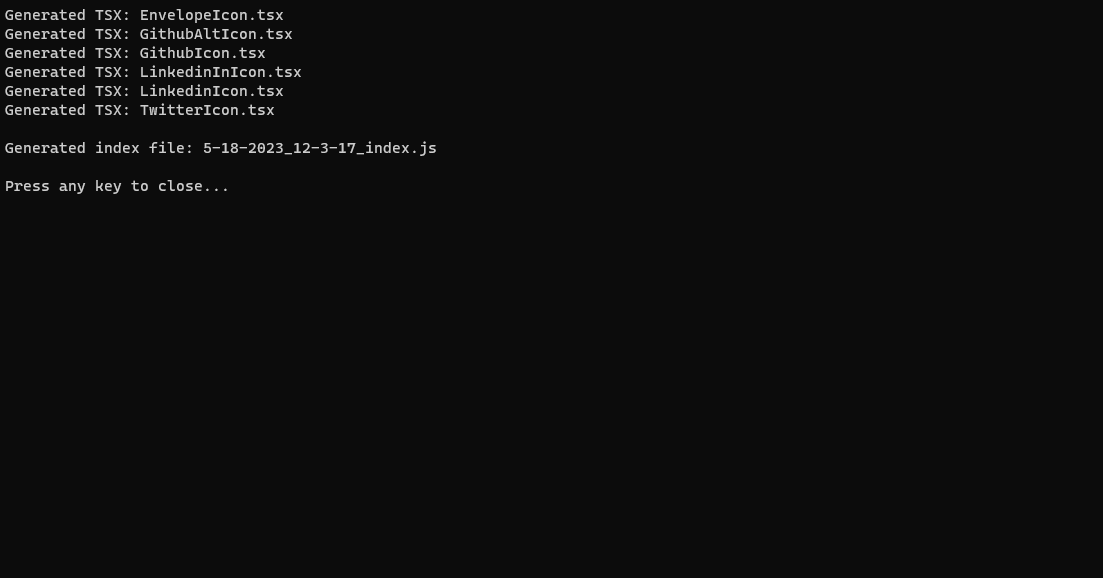 Generated TSX: EnvelopeIcon.tsx
Generated TSX: GithubAltIcon.tsx
Generated TSX: GithubIcon.tsx
Generated TSX: LinkedinInIcon.tsx
Generated TSX: LinkedinIcon.tsx
Generated TSX: TwitterIcon.tsx
Generated index file: 5-18-2023_12-3-17_index.js
Press any key to close...